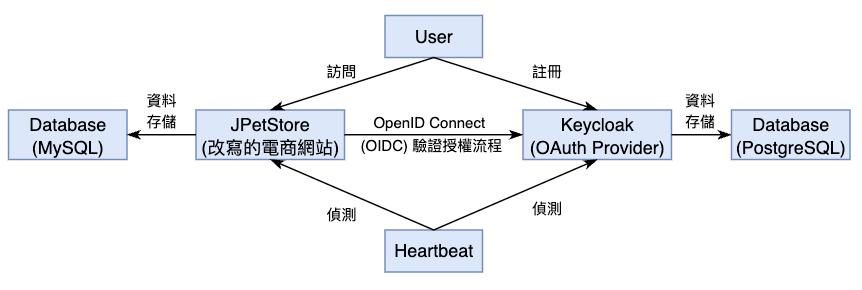 User
訪問
註冊
資料
存儲
資料
存儲
Database
(MySQL)
JPetStore
(改寫的電商網站)
OpenID Connect
(OIDC) 驗證授權流程
Keycloak
(OAuth Provider)
Database
(PostgreSQL)
偵測
偵測
Heartbeat